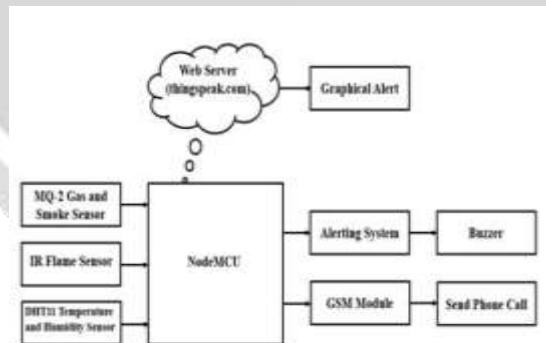 Web Server
(thingspeak.com)
Graphical Alert
MQ-2 Gas and
Smoke Sensor
IR Flame Sensor
DHT11 Temperature
and Humidity Sensor
NodeMCU
Alerting System
Buzzer
GSM Module
Send Phone Call